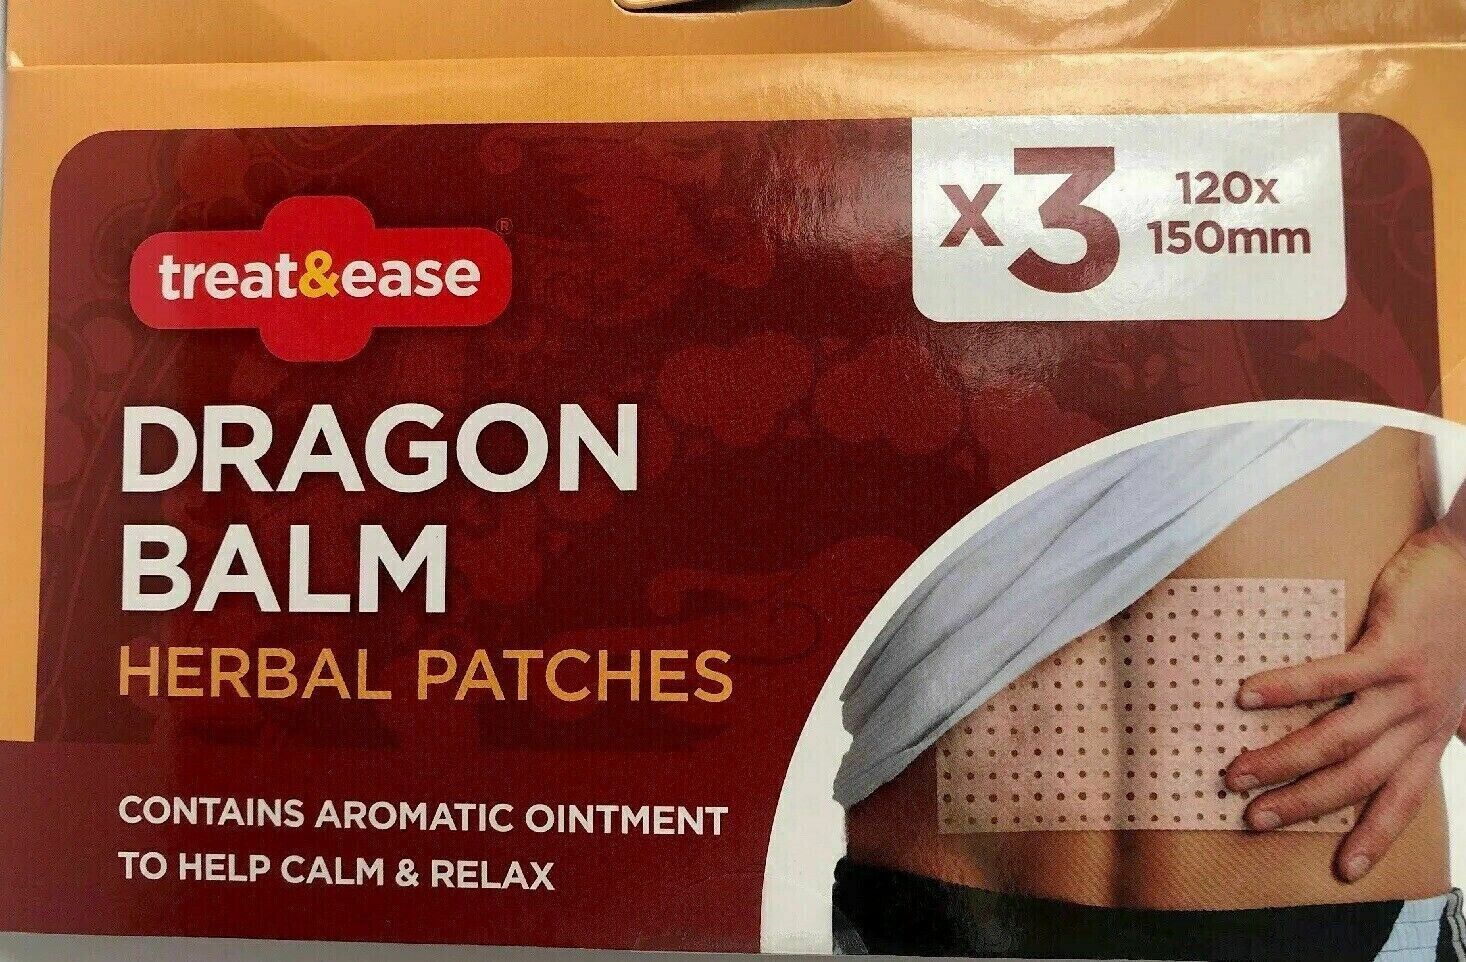 x3
120x
150mm
treat&ease®
DRAGON
BALM
HERBAL PATCHES
CONTAINS AROMATIC OINTMENT
TO HELP CALM & RELAX